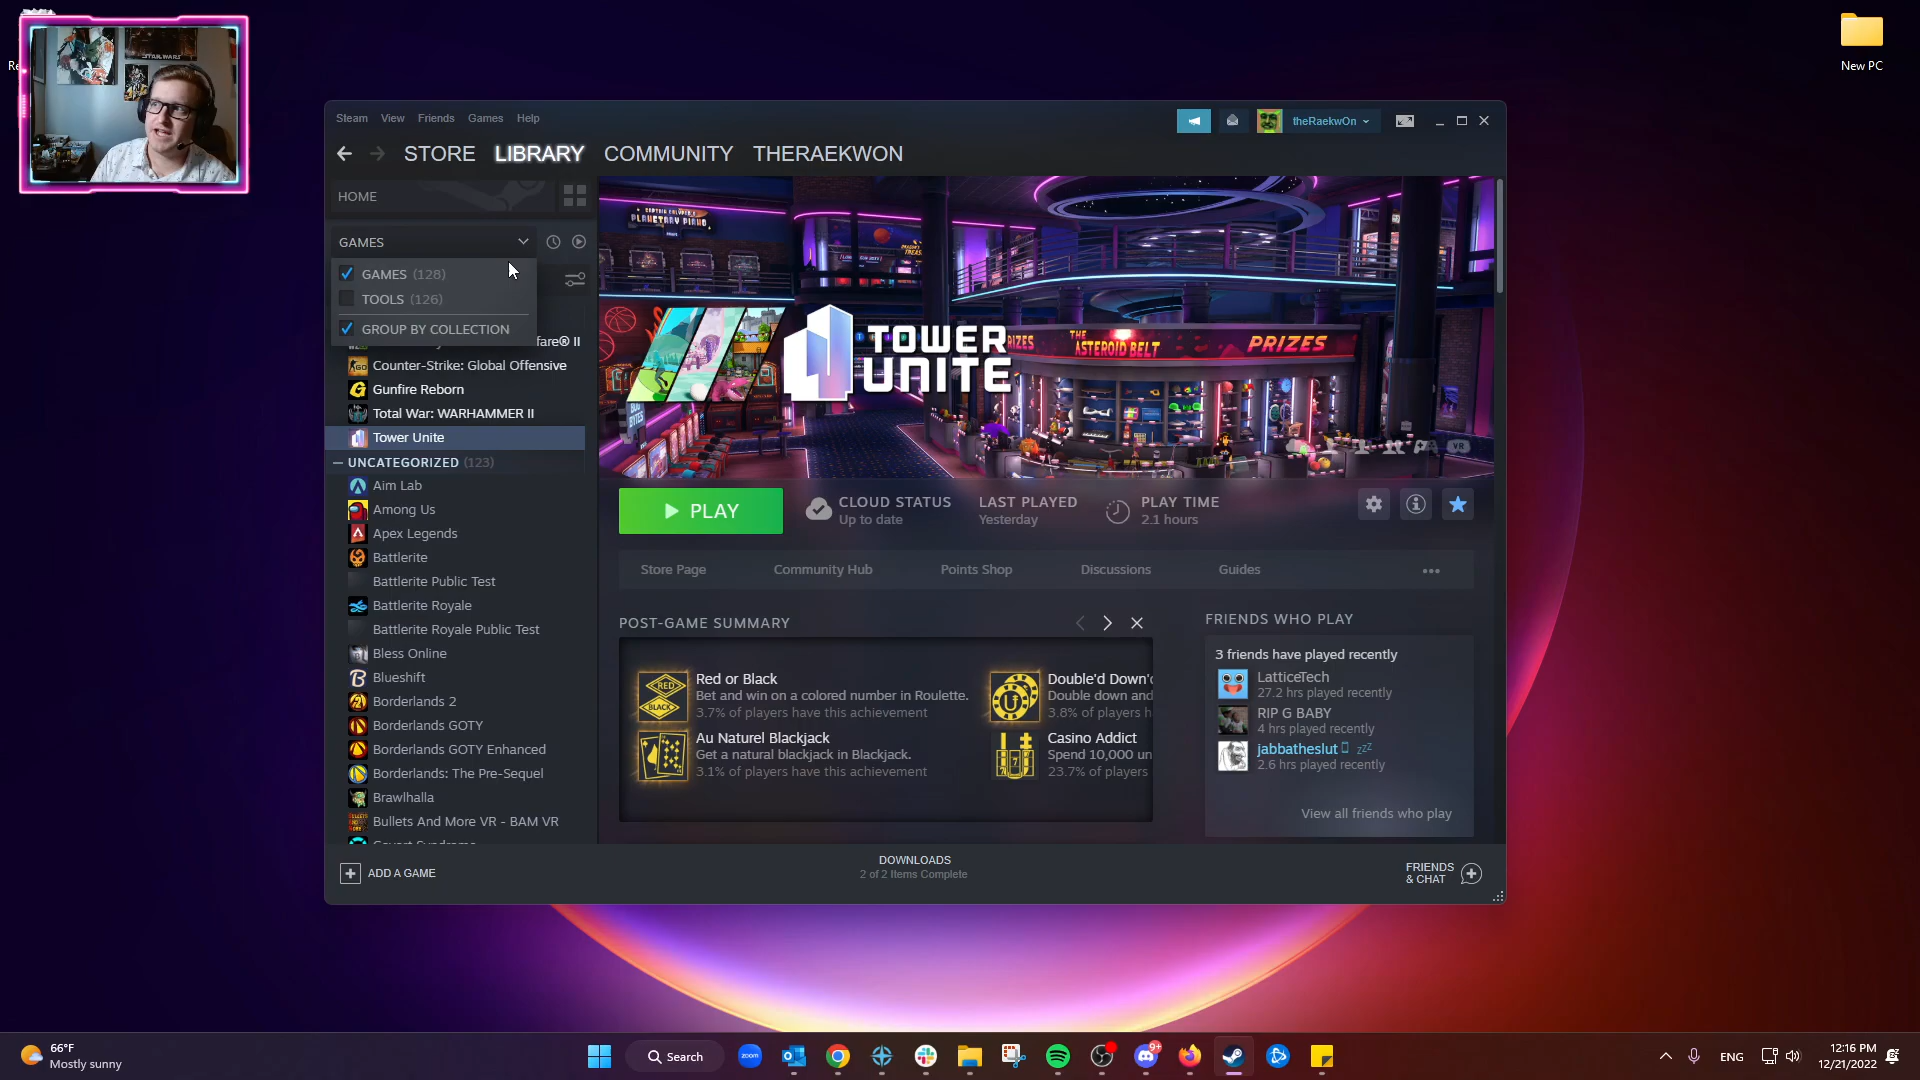 Re
New PC
Steam View Friends Games Help
theRaekwOn
STORE LIBRARY COMMUNITY THERAEKWON
HOME
GAMES
GAMES (128)
TOOLS (126)
GROUP BY COLLECTION
fare® II
Counter-Strike: Global Offensive
Gunfire Reborn
Total War: WARHAMMER II
Tower Unite
UNCATEGORIZED (123)
Aim Lab
Among Us
Apex Legends
Battlerite
Battlerite Public Test
Battlerite Royale
Battlerite Royale Public Test
Bless Online
Blueshift
Borderlands 2
Borderlands GOTY
Borderlands GOTY Enhanced
Borderlands: The Pre-Sequel
Brawlhalla
Bullets And More VR - BAM VR
ADD A GAME
STAR WARS
PLANETARY PIANO
TOWER
UNITE
PRIZES
THE
ASTEROID BELT
PRIZES
VR
PLAY
CLOUD STATUS
Up to date
LAST PLAYED
Yesterday
PLAY TIME
2.1 hours
Store Page
Community Hub
Points Shop
Discussions
Guides
POST-GAME SUMMARY
RED
BLACK
Red or Black
Bet and win on a colored number in Roulette.
3.7% of players have this achievement
Au Naturel Blackjack
Get a natural blackjack in Blackjack.
3.1% of players have this achievement
Double'd Down'd
Double down and
3.8% of players h
Casino Addict
Spend 10,000 un
23.7% of players
FRIENDS WHO PLAY
3 friends have played recently
LatticeTech
27.2 hrs played recently
RIP G BABY
4 hrs played recently
jabbatheslut zzZ
2.6 hrs played recently
View all friends who play
DOWNLOADS
2 of 2 Items Complete
FRIENDS
& CHAT
66°F
Mostly sunny
Search
zoom
9+
ENG
12:16 PM
12/21/2022